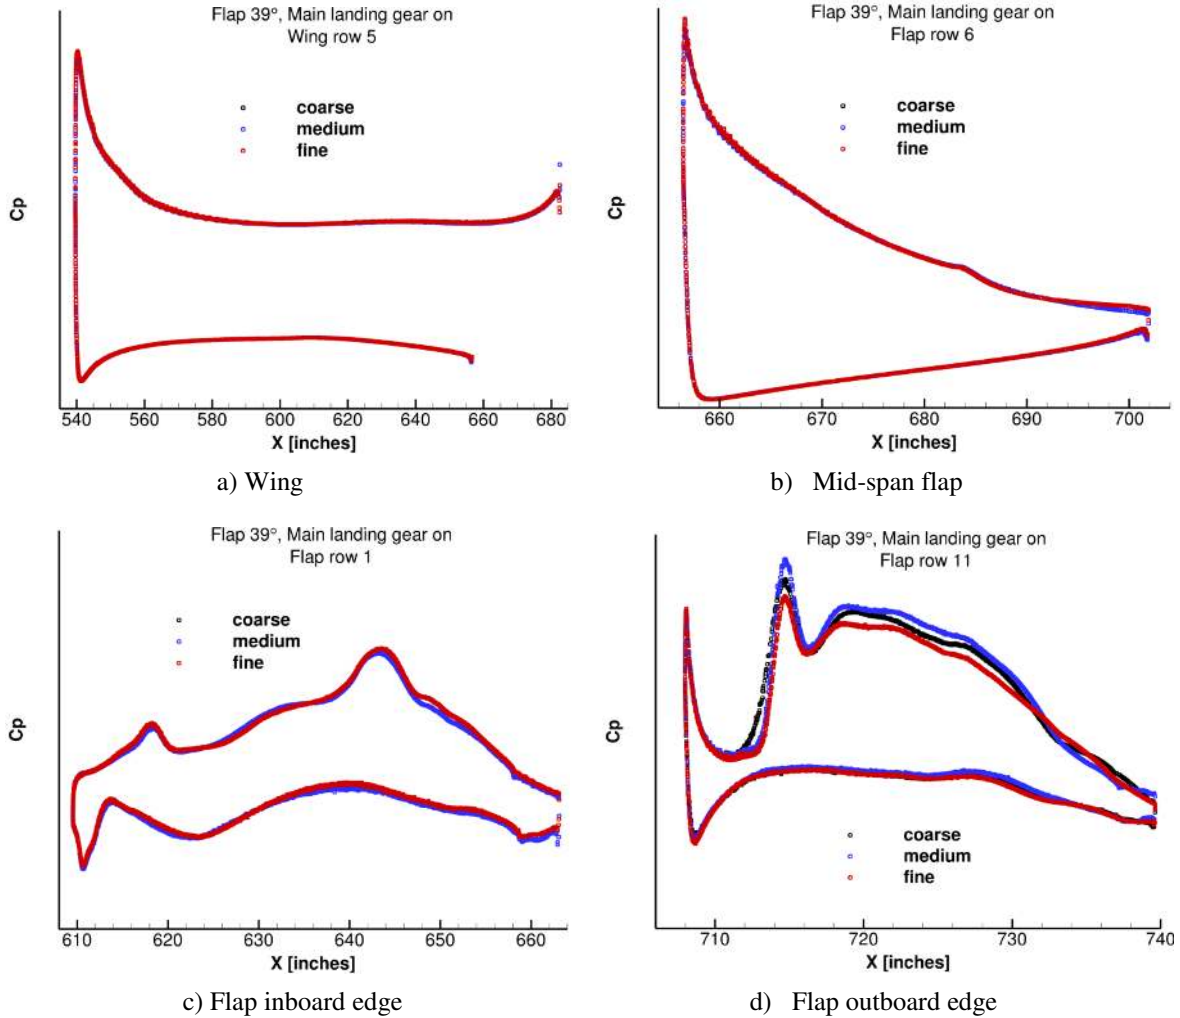 Flap 39°, Main landing gear on
Wing row 5
coarse
medium
fine
Cp
540 560 580 600 620 640 660 680
X [inches]
a) Wing
Flap 39°, Main landing gear on
Flap row 6
coarse
medium
fine
Cp
660 670 680 690 700
X [inches]
b) Mid-span flap
Flap 39°, Main landing gear on
Flap row 1
coarse
medium
fine
Cp
610 620 630 640 650 660
X [inches]
c) Flap inboard edge
Flap 39°, Main landing gear on
Flap row 11
Cp
coarse
medium
fine
710 720 730 740
X [inches]
d) Flap outboard edge